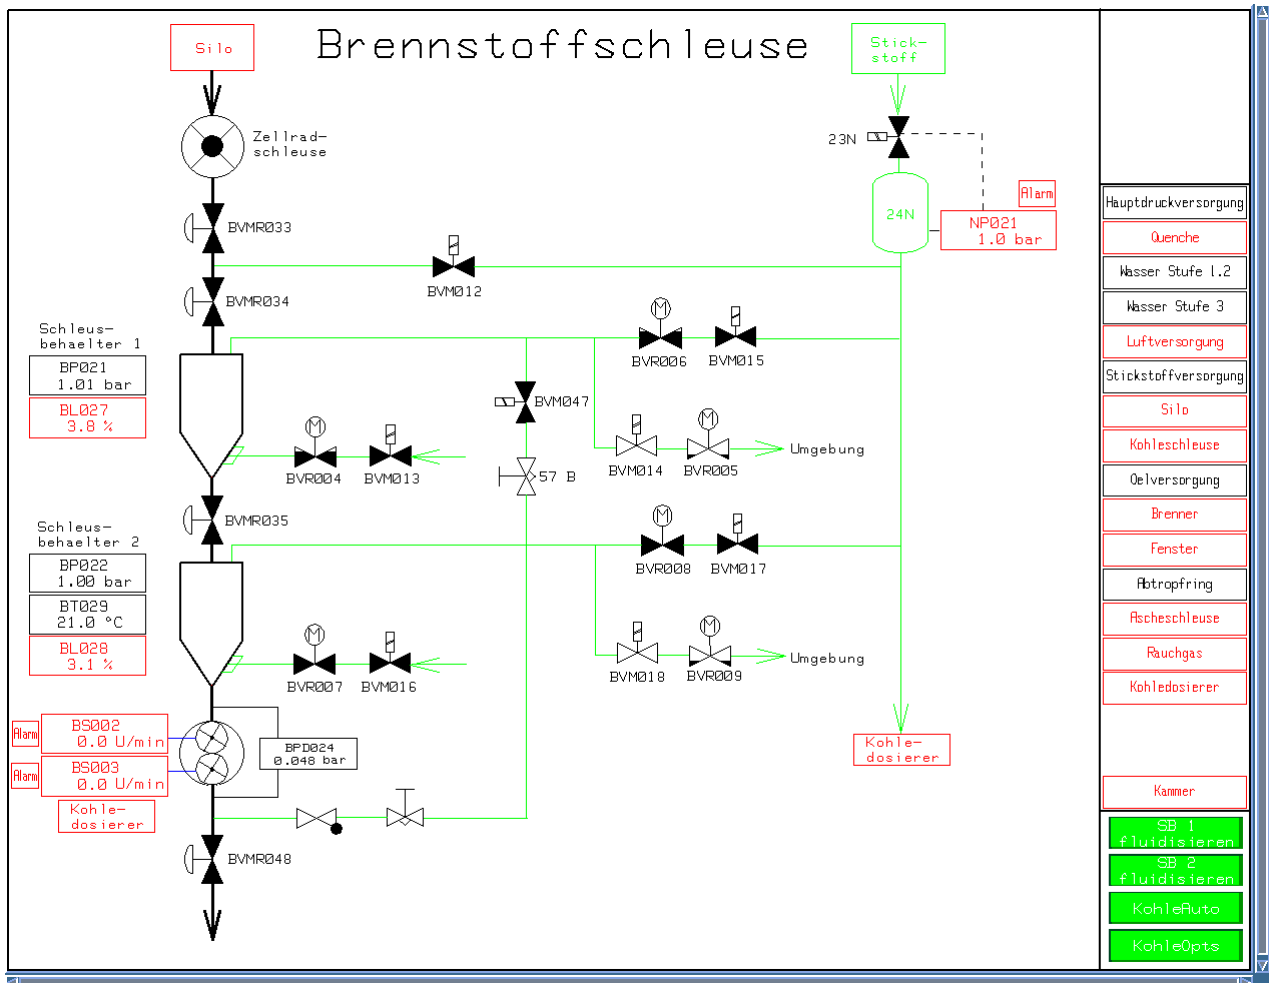 Brennstoffschleuse
Silo
Stick-
stoff
Zellrad-
schleuse
23N
24N
Alarm
NP021
1.0 bar
BVMR033
BVM012
BVMR034
Schleus-
behaelter 1
BP021
1.01 bar
BL027
3.8 %
M
BVR006
BVM015
BVM047
M
BVR004
BVM013
BVM014
M
BVR005
Umgebung
57 B
BVMR035
Schleus-
behaelter 2
BP022
1.00 bar
BT029
21.0 °C
BL028
3.1 %
M
BVR008
BVM017
M
BVR007
BVM016
BVM018
M
BVR009
Umgebung
Alarm
BS002
0.0 U/min
Alarm
BS003
0.0 U/min
BPD024
0.048 bar
Kohle-
dosierer
Kohle-
dosierer
BVMR048
Hauptdruckversorgung
Quenche
Wasser Stufe 1.2
Wasser Stufe 3
Luftversorgung
Stickstoffversorgung
Silo
Kohleschleuse
Oelversorgung
Brenner
Fenster
Abtropfring
Ascheschleuse
Rauchgas
Kohledosierer
Kammer
SB 1
fluidisieren
SB 2
fluidisieren
KohleAuto
KohleOpts